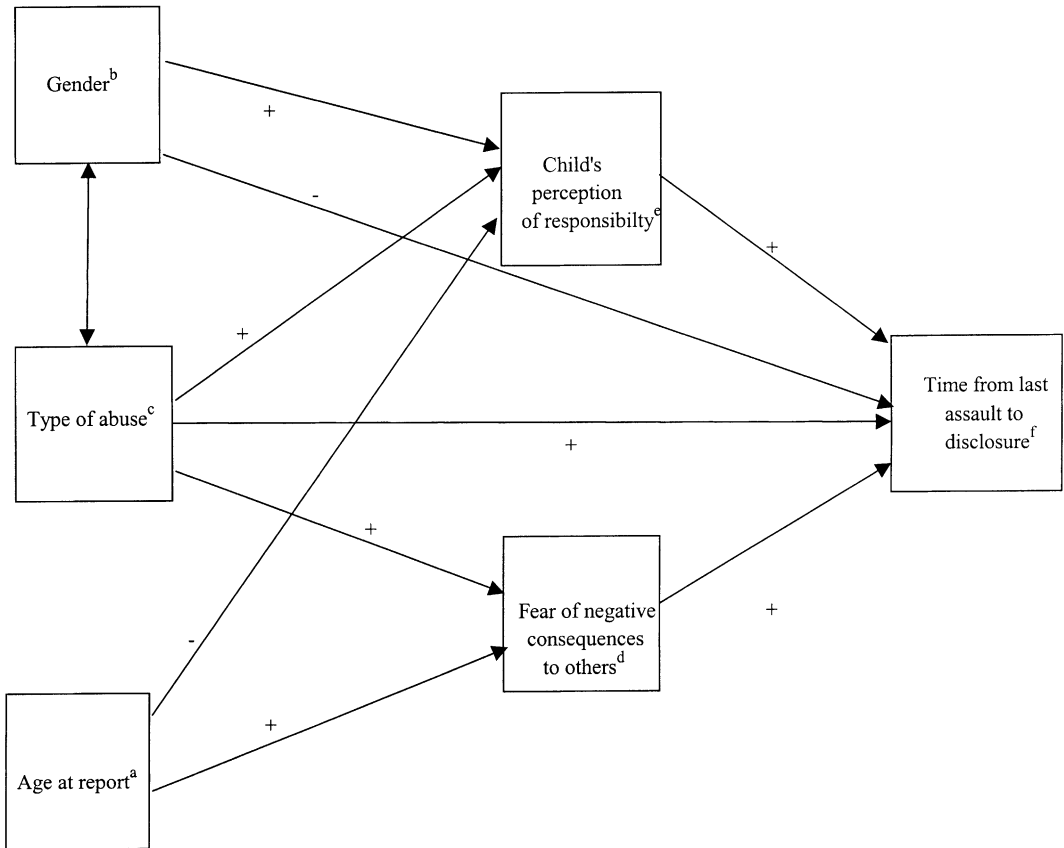 Gender^b
+
-
Child's
perception
of responsibilty^e
+
+
Type of abuse^c
+
Time from last
assault to
disclosure^f
+
Fear of negative
consequences
to others^d
+
-
+
Age at report^a